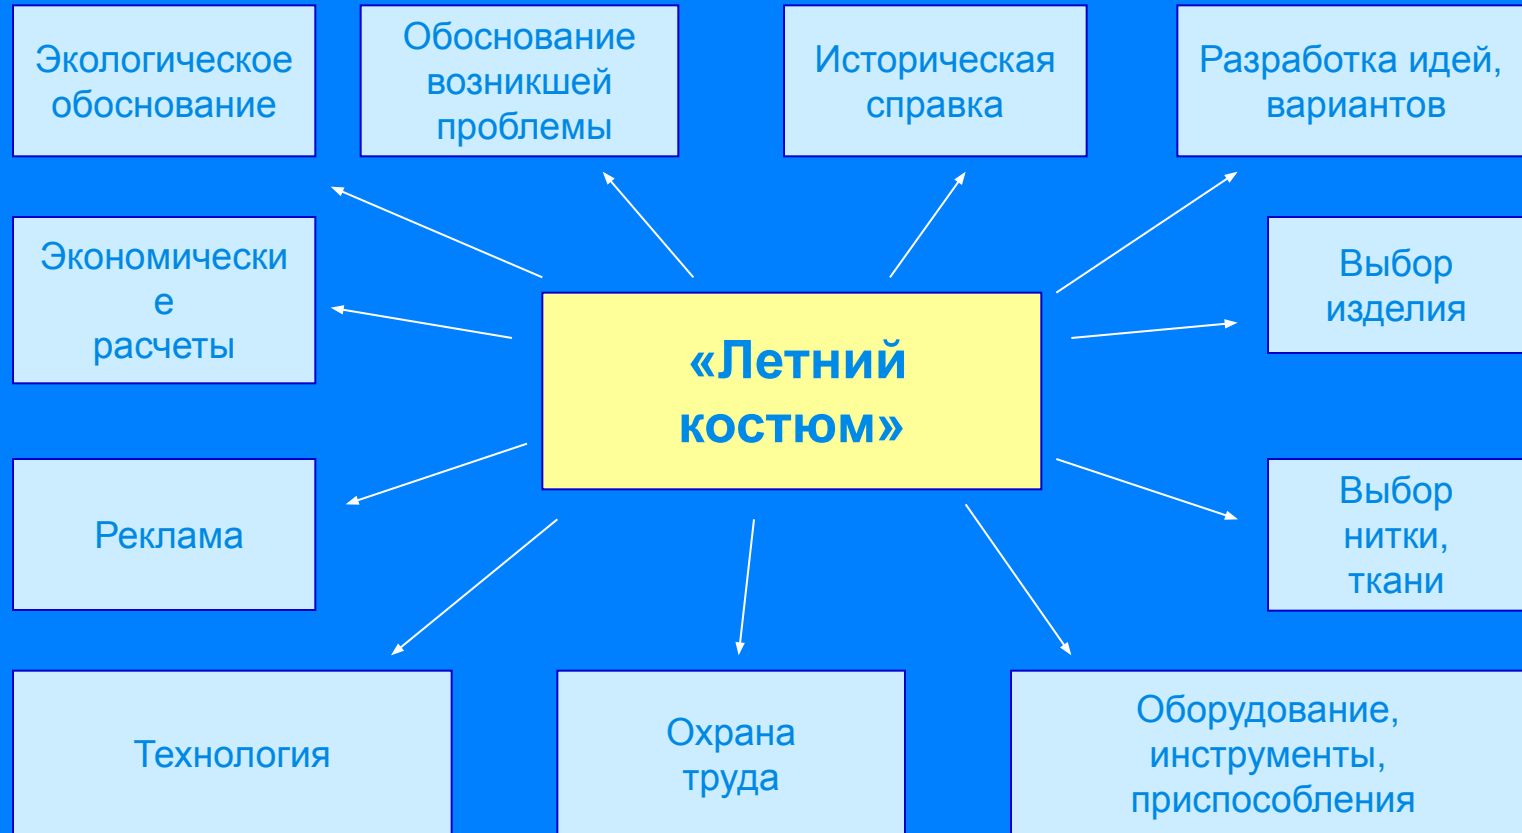 Экологическое
обоснование
Обоснование
возникшей
проблемы
Историческая
справка
Разработка идей,
вариантов
Экономически
е
расчеты
«Летний
костюм»
Выбор
изделия
Реклама
Выбор
нитки,
ткани
Технология
Охрана
труда
Оборудование,
инструменты,
приспособления